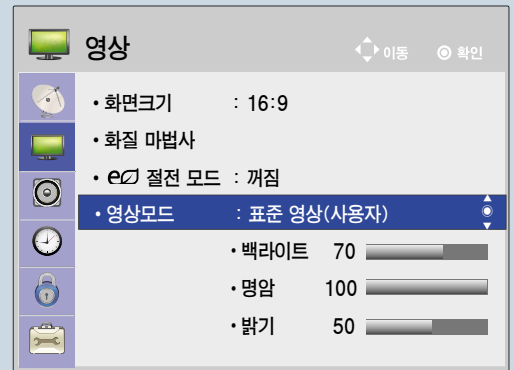 영상 이동 확인
• 화면크기 : 16:9
• 화질 마법사
• e 절전 모드 : 꺼짐
• 영상모드 : 표준 영상(사용자)
• 백라이트 70
• 명암 100
• 밝기 50